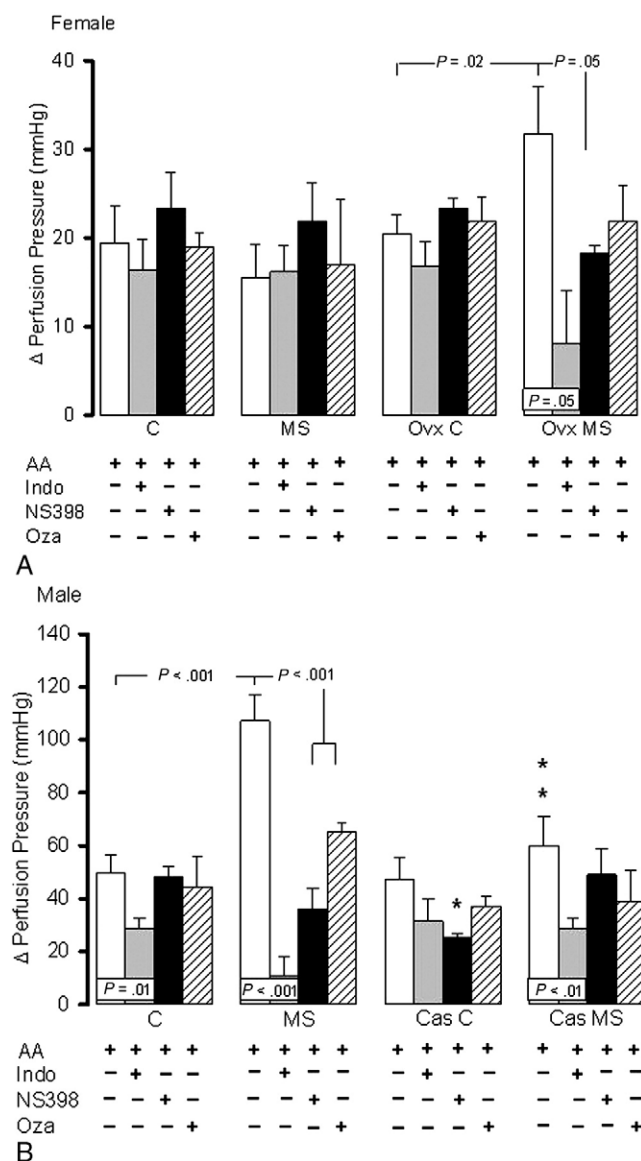 Female
40
P = .02
P = .05
30
20
10
0
Δ Perfusion Pressure (mmHg)
P = .05
C MS Ovx C Ovx MS
AA + + + + + + + + + + + + + + + +
Indo – + – – – + – – – + – – – + – –
NS398 – – + – – – + – – – + – – – + –
Oza – – – + – – – + – – – + – – – +
A
Male
140
120
P < .001
P < .001
100
80
60
40
20
0
Δ Perfusion Pressure (mmHg)
*
*
*
P = .01
P < .001
P < .01
C MS Cas C Cas MS
AA + + + + + + + + + + + + + + + +
Indo – + – – – + – – – + – – – + – –
NS398 – – + – – – + – – – + – – – + –
Oza – – – + – – – + – – – + – – – +
B